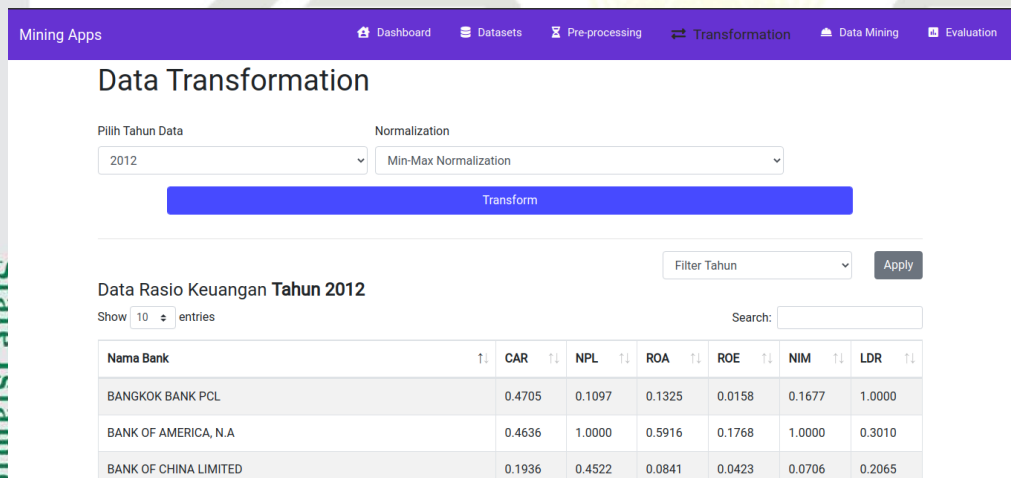 Mining Apps Dashboard Datasets Pre-processing Transformation Data Mining Evaluation
Data Transformation
Pilih Tahun Data Normalization
2012 Min-Max Normalization
Transform
Filter Tahun Apply
Data Rasio Keuangan Tahun 2012
Show 10 entries Search:
Nama Bank CAR NPL ROA ROE NIM LDR
BANGKOK BANK PCL 0.4705 0.1097 0.1325 0.0158 0.1677 1.0000
BANK OF AMERICA, N.A 0.4636 1.0000 0.5916 0.1768 1.0000 0.3010
BANK OF CHINA LIMITED 0.1936 0.4522 0.0841 0.0423 0.0706 0.2065